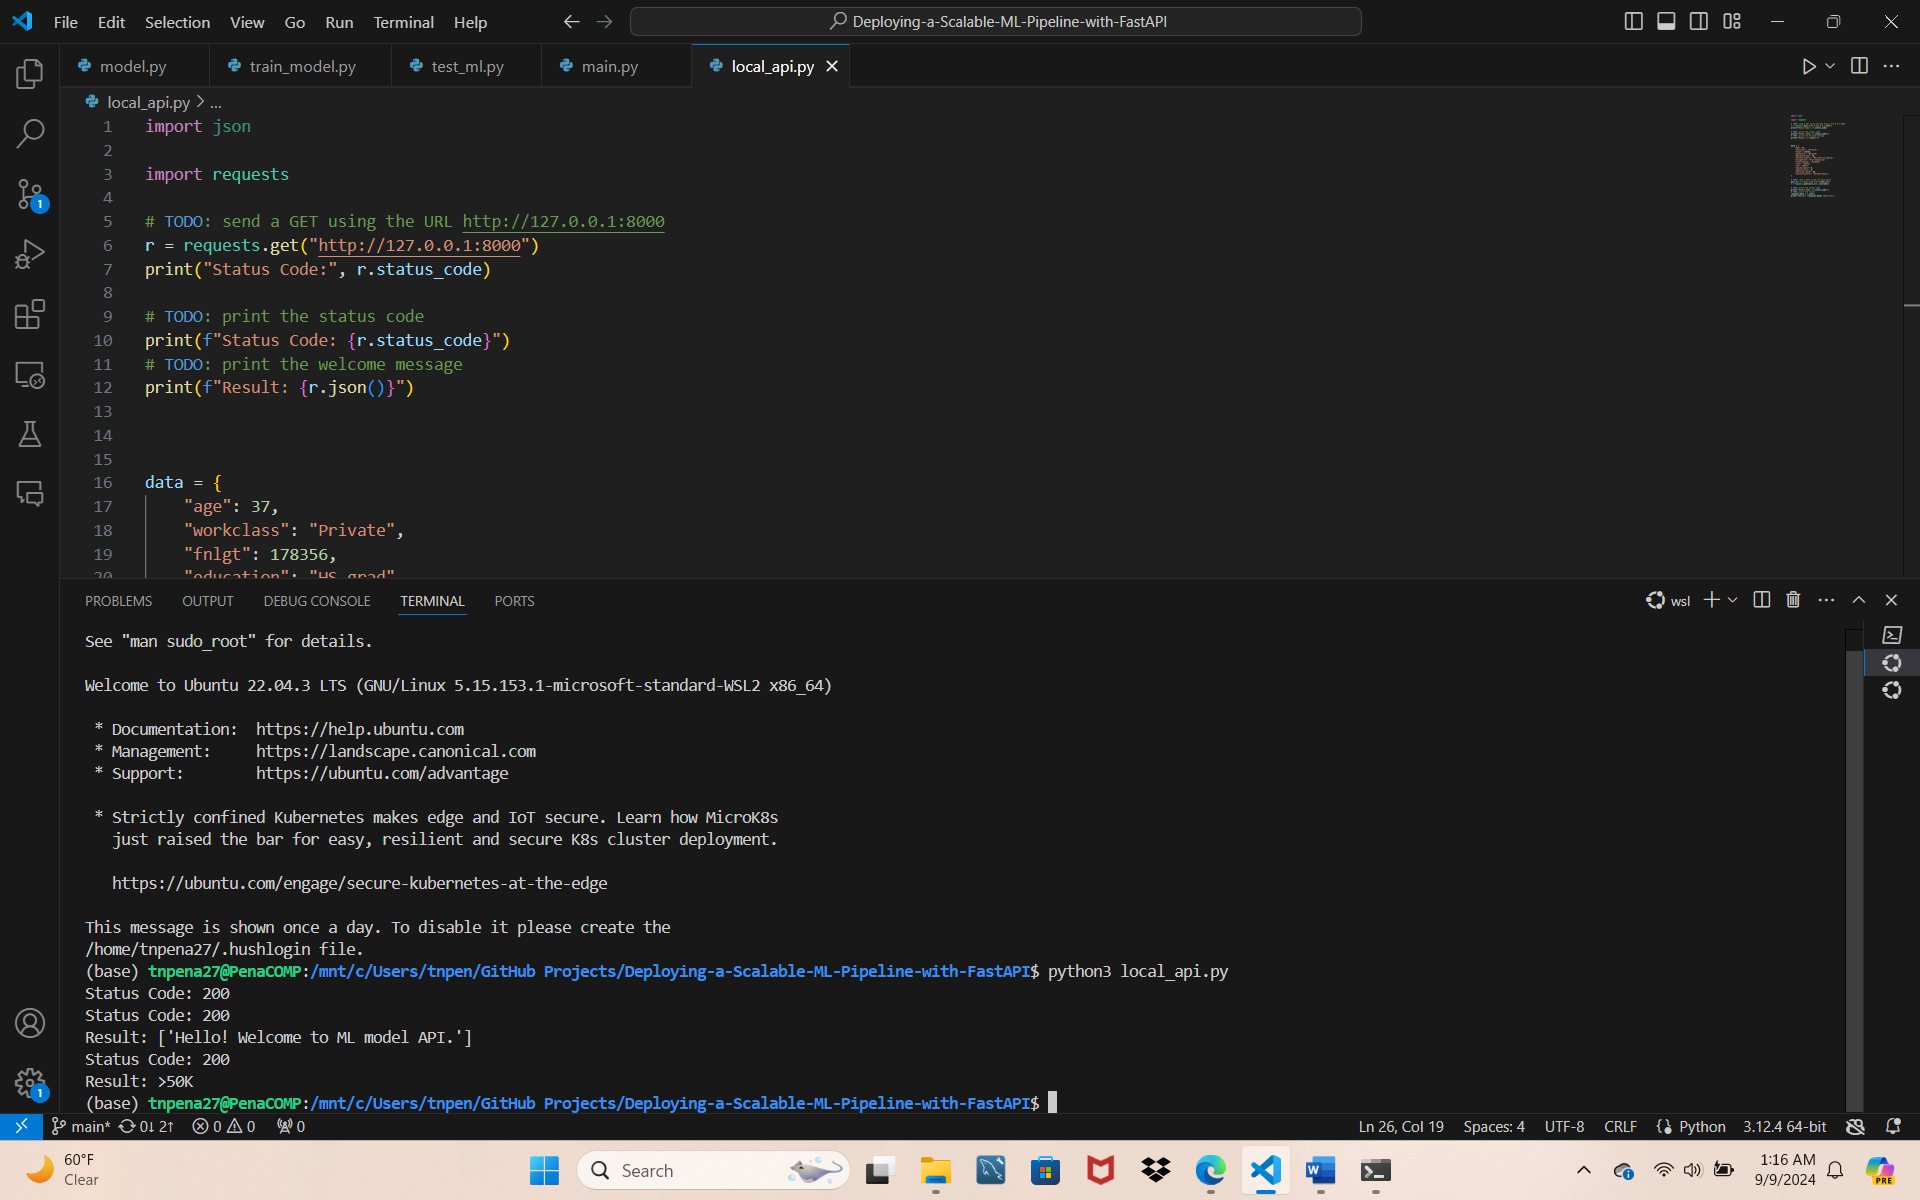 File Edit Selection View Go Run Terminal Help
Deploying-a-Scalable-ML-Pipeline-with-FastAPI
model.py train_model.py test_ml.py main.py local_api.py
local_api.py > ...
1 import json
2
3 import requests
4
5 # TODO: send a GET using the URL http://127.0.0.1:8000
6 r = requests.get("http://127.0.0.1:8000")
7 print("Status Code:", r.status_code)
8
9 # TODO: print the status code
10 print(f"Status Code: {r.status_code}")
11 # TODO: print the welcome message
12 print(f"Result: {r.json()}")
13
14
15
16 data = {
17 "age": 37,
18 "workclass": "Private",
19 "fnlgt": 178356,
20 "education": "HS-grad",
PROBLEMS OUTPUT DEBUG CONSOLE TERMINAL PORTS
wsl
See "man sudo_root" for details.
Welcome to Ubuntu 22.04.3 LTS (GNU/Linux 5.15.153.1-microsoft-standard-WSL2 x86_64)
* Documentation: https://help.ubuntu.com
* Management: https://landscape.canonical.com
* Support: https://ubuntu.com/advantage
* Strictly confined Kubernetes makes edge and IoT secure. Learn how MicroK8s
just raised the bar for easy, resilient and secure K8s cluster deployment.
https://ubuntu.com/engage/secure-kubernetes-at-the-edge
This message is shown once a day. To disable it please create the
/home/tnpena27/.hushlogin file.
(base) tnpena27@PenaCOMP:/mnt/c/Users/tnpen/GitHub Projects/Deploying-a-Scalable-ML-Pipeline-with-FastAPI$ python3 local_api.py
Status Code: 200
Status Code: 200
Result: ['Hello! Welcome to ML model API.']
Status Code: 200
Result: >50K
(base) tnpena27@PenaCOMP:/mnt/c/Users/tnpen/GitHub Projects/Deploying-a-Scalable-ML-Pipeline-with-FastAPI$
main* 0↓ 2↑ 0 0 0
Ln 26, Col 19 Spaces: 4 UTF-8 CRLF Python 3.12.4 64-bit
60°F
Clear
Search
1:16 AM
9/9/2024
PRE
1
1